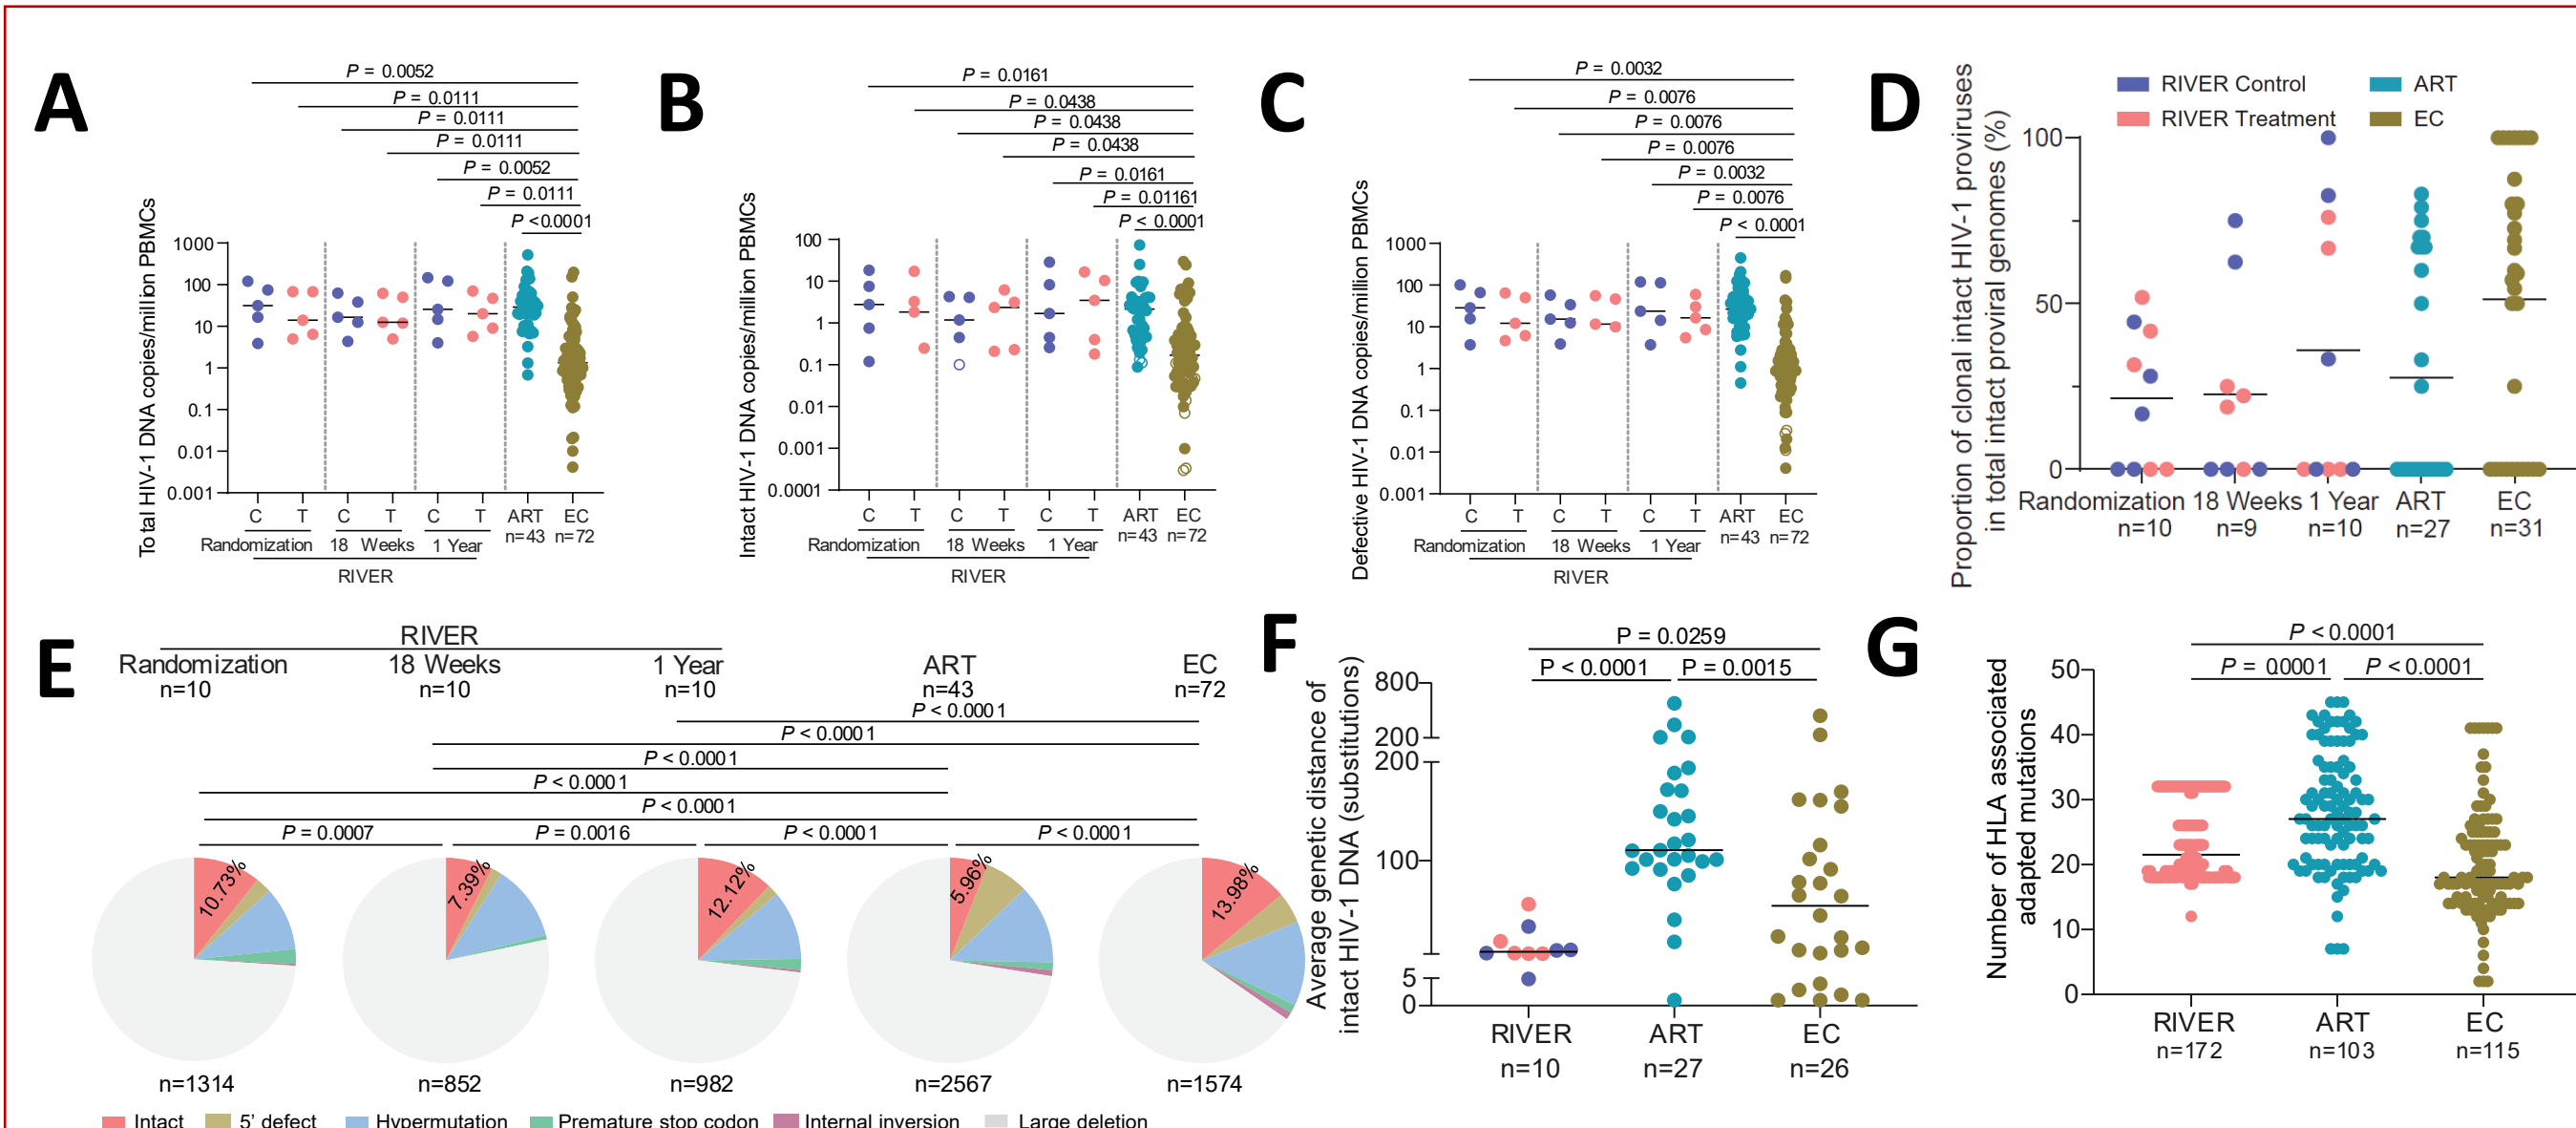 A
P = 0.0052
P = 0.0111
P = 0.0111
P = 0.0111
P = 0.0052
P = 0.0111
P <0.0001
Total HIV-1 DNA copies/million PBMCs
1000
100
10
1
0.1
0.01
0.001
C T C T C T ART EC
n=43 n=72
Randomization 18 Weeks 1 Year
RIVER
B
P = 0.0161
P = 0.0438
P = 0.0438
P = 0.0438
P = 0.0161
P = 0.01161
P < 0.0001
Intact HIV-1 DNA copies/million PBMCs
100
10
1
0.1
0.01
0.001
0.0001
C T C T C T ART EC
n=43 n=72
Randomization 18 Weeks 1 Year
RIVER
C
P = 0.0032
P = 0.0076
P = 0.0076
P = 0.0076
P = 0.0032
P = 0.0076
P < 0.0001
Defective HIV-1 DNA copies/million PBMCs
1000
100
10
1
0.1
0.01
0.001
C T C T C T ART EC
n=43 n=72
Randomization 18 Weeks 1 Year
RIVER
D
RIVER Control ART
RIVER Treatment EC
Proportion of clonal intact HIV-1 proviruses
in total intact proviral genomes (%)
100
50
0
Randomization 18 Weeks 1 Year ART EC
n=10 n=9 n=10 n=27 n=31
E
RIVER
Randomization 18 Weeks 1 Year ART EC
n=10 n=10 n=10 n=43 n=72
P < 0.0001
P < 0.0001
P < 0.0001
P < 0.0001
P < 0.0001
P = 0.0007 P = 0.0016 P < 0.0001 P < 0.0001
10.73% 7.39% 12.12% 5.96% 13.98%
n=1314 n=852 n=982 n=2567 n=1574
Intact 5' defect Hypermutation Premature stop codon Internal inversion Large deletion
F
P = 0.0259
P < 0.0001 P = 0.0015
Average genetic distance of
intact HIV-1 DNA (substitutions)
800
200
200
100
5
0
RIVER ART EC
n=10 n=27 n=26
G
P < 0.0001
P = 0.0001 P < 0.0001
Number of HLA associated
adapted mutations
50
40
30
20
10
0
RIVER ART EC
n=172 n=103 n=115